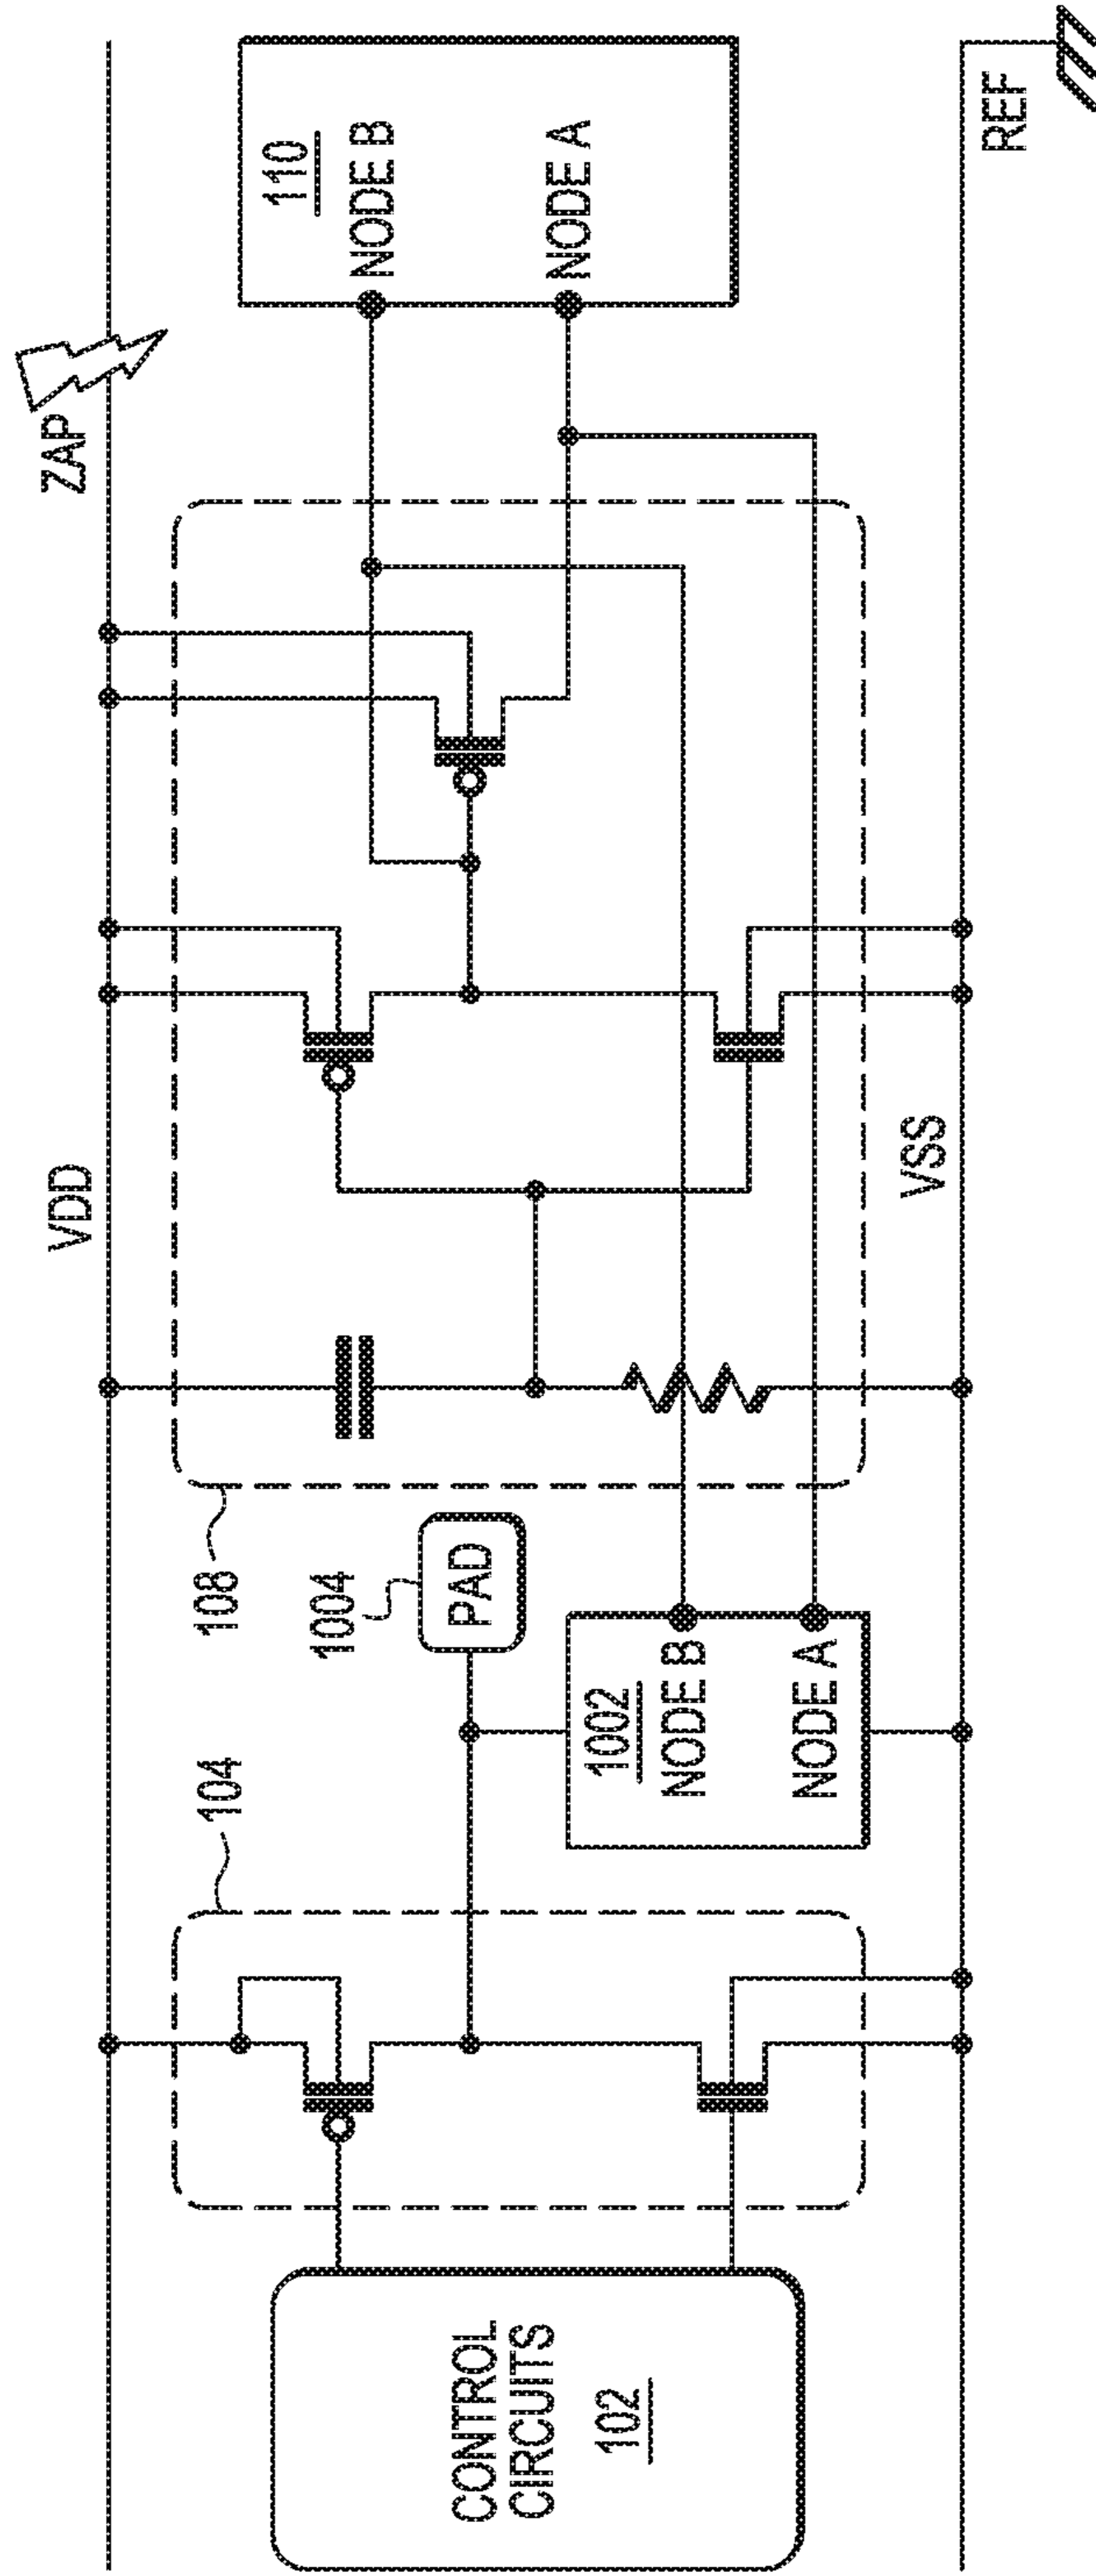 ZAP
VDD
110
NODE B
NODE A
REF
VSS
108
1004
PAD
1002
NODE B
NODE A
104
CONTROL
CIRCUITS
102